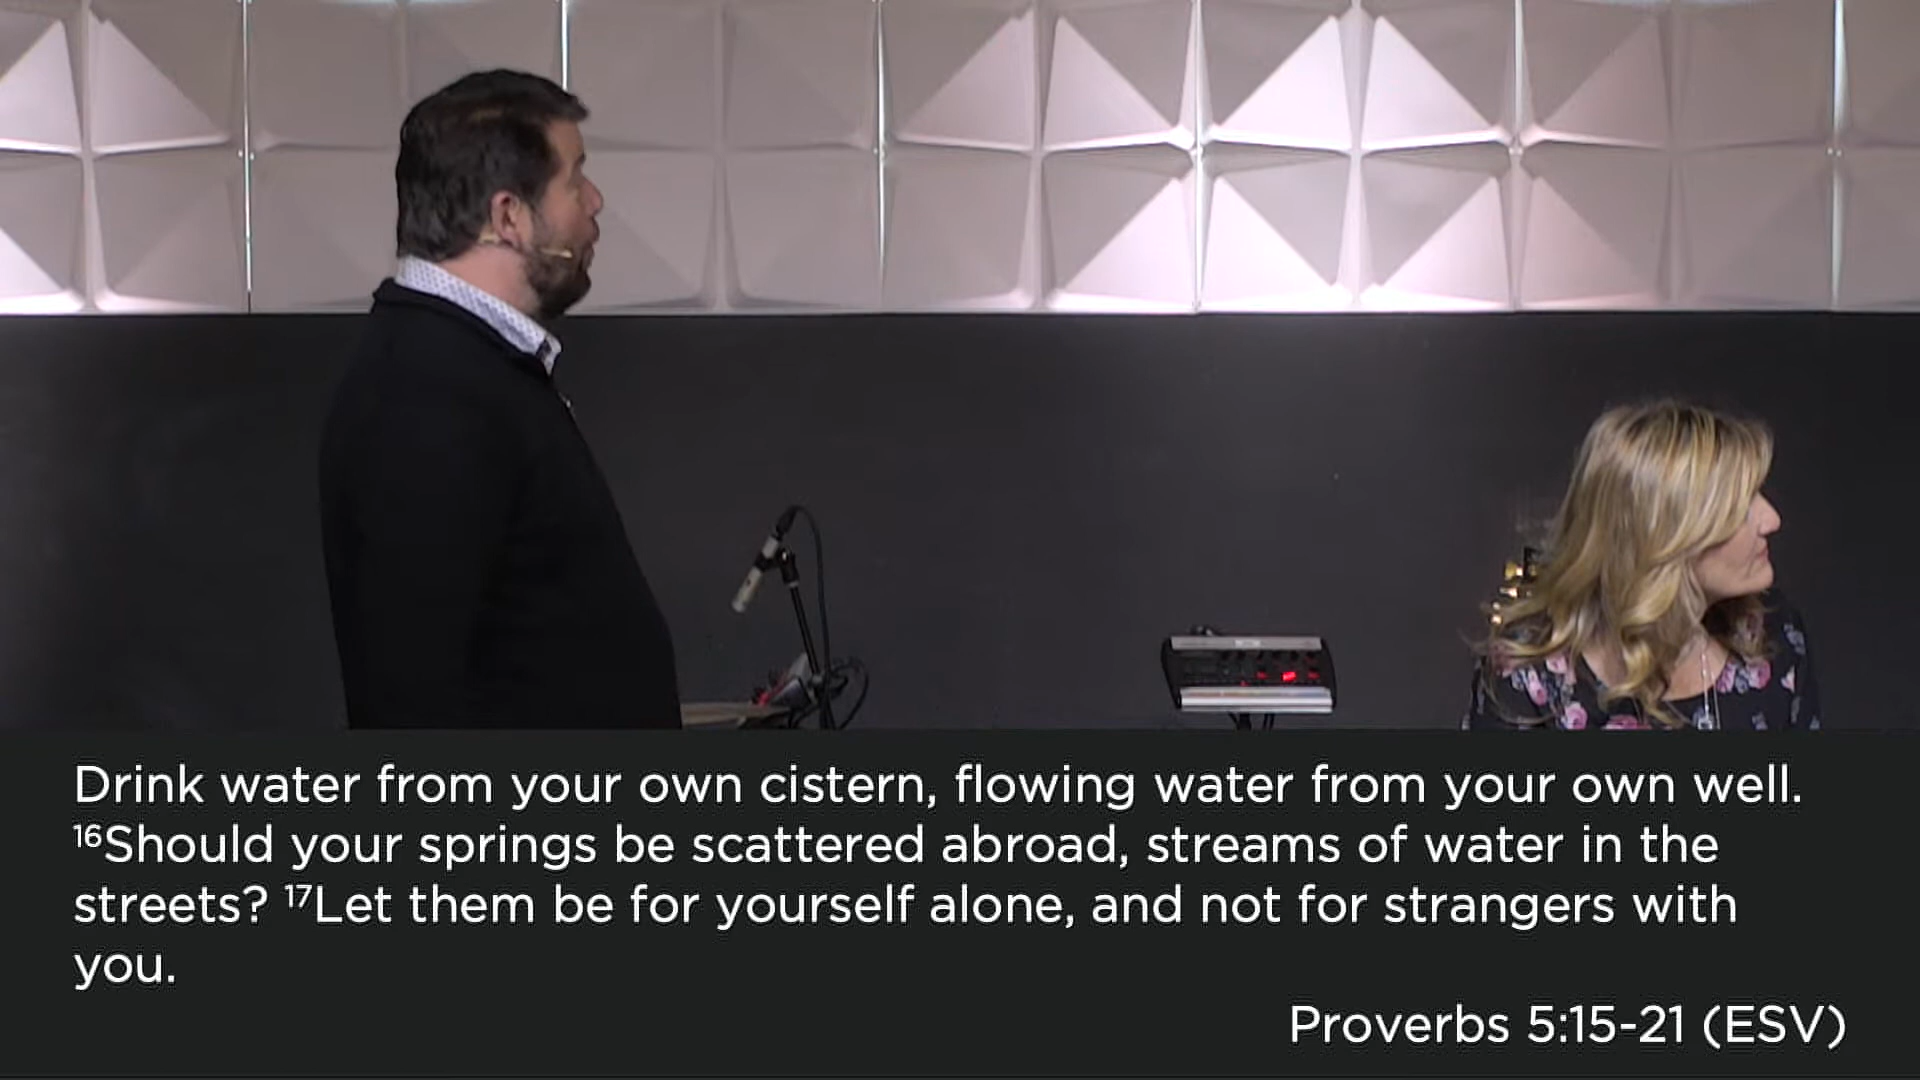 Drink water from your own cistern, flowing water from your own well.
¹⁶Should your springs be scattered abroad, streams of water in the
streets? ¹⁷Let them be for yourself alone, and not for strangers with
you.
Proverbs 5:15-21 (ESV)